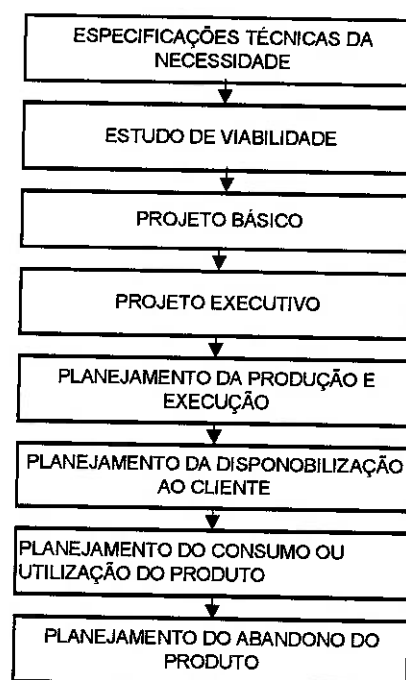 ESPECIFICAÇÕES TÉCNICAS DA
NECESSIDADE
ESTUDO DE VIABILIDADE
PROJETO BÁSICO
PROJETO EXECUTIVO
PLANEJAMENTO DA PRODUÇÃO E
EXECUÇÃO
PLANEJAMENTO DA DISPONOBILIZAÇÃO
AO CLIENTE
PLANEJAMENTO DO CONSUMO OU
UTILIZAÇÃO DO PRODUTO
PLANEJAMENTO DO ABANDONO DO
PRODUTO